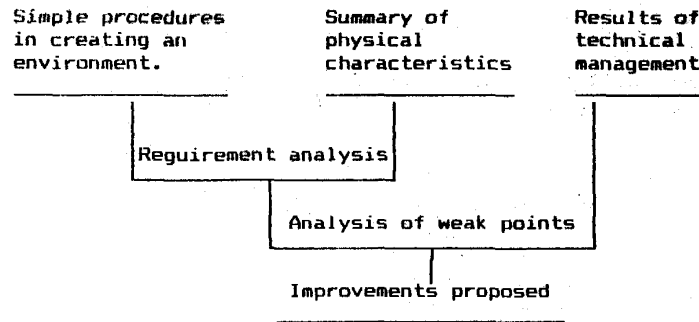 Simple procedures
in creating an
environment.
Summary of
physical
characteristics
Results of
technical
management
Reguirement analysis
Analysis of weak points
Improvements proposed